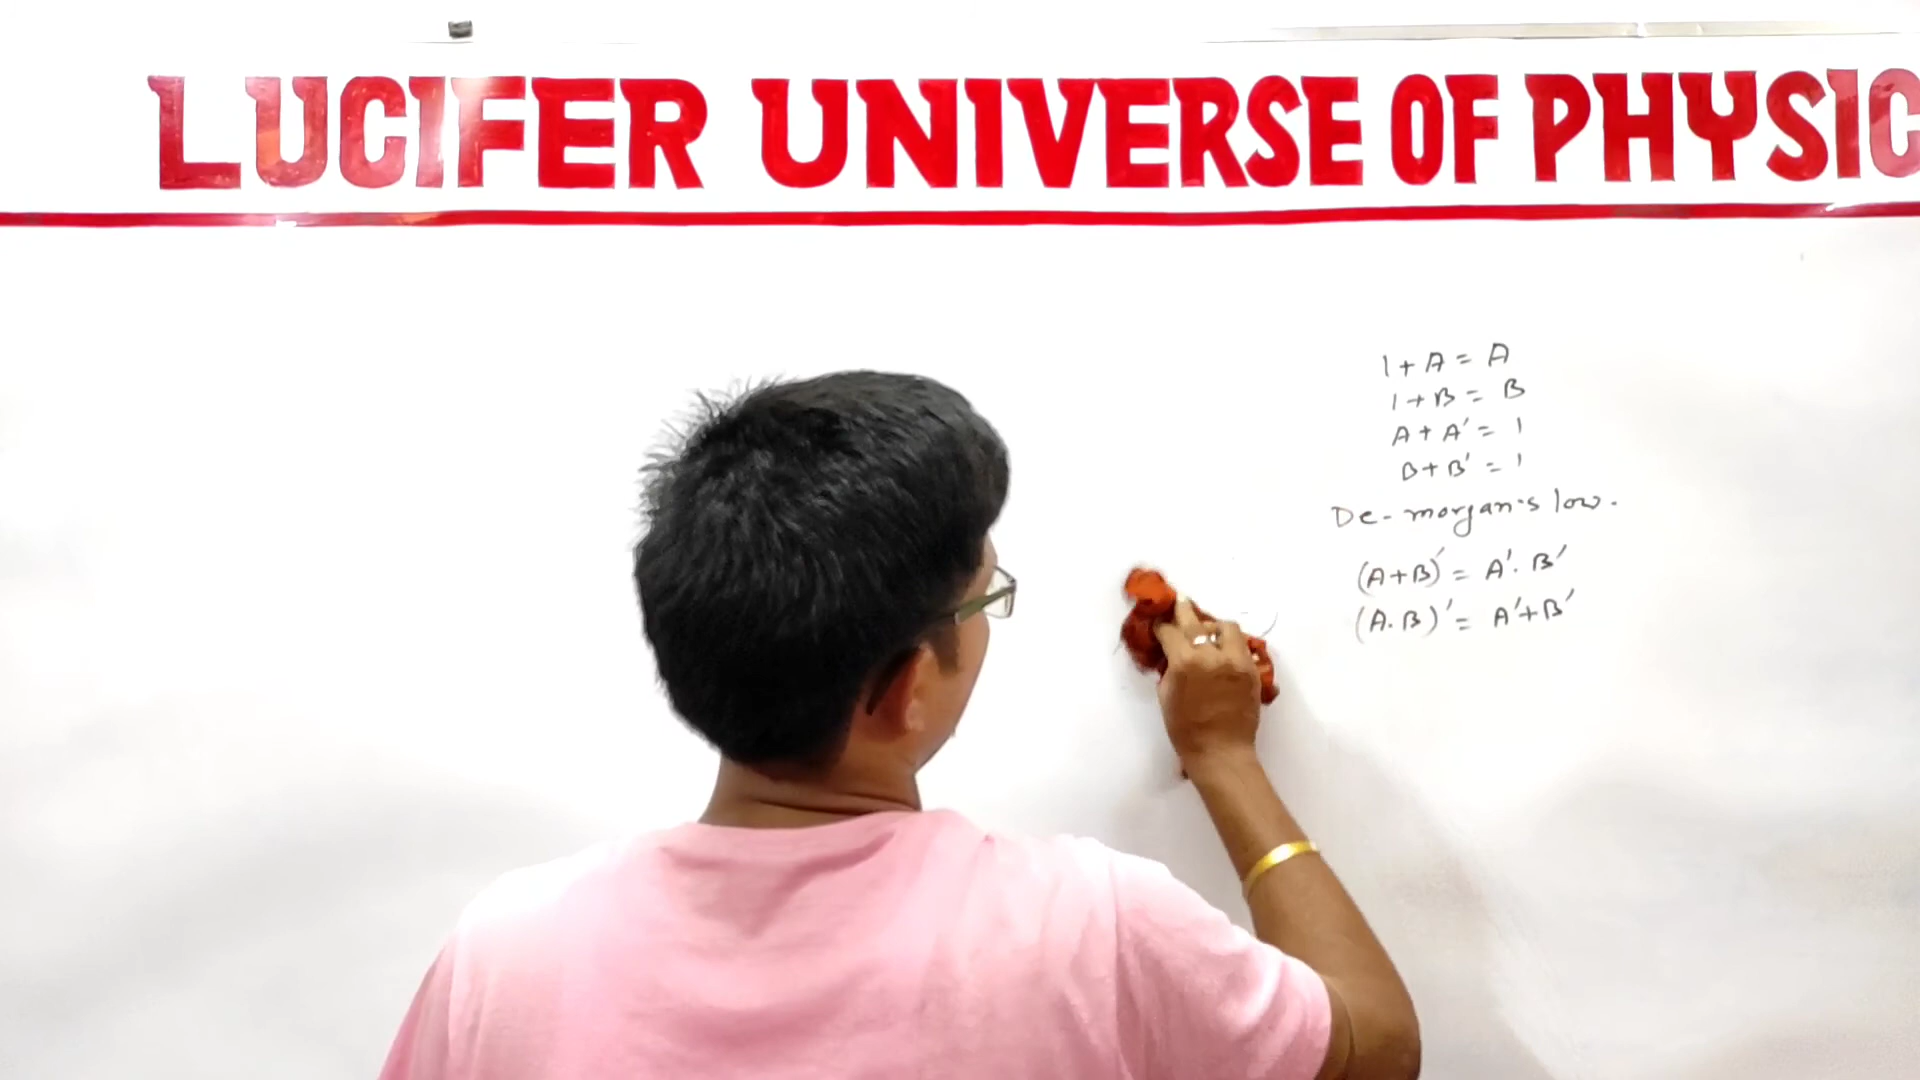 LUCIFER UNIVERSE OF PHYSIC
1 + A = A
1 + B = B
A + A' = 1
B + B' = 1
De-morgan's low.
(A+B)' = A'. B'
(A.B)' = A'+B'